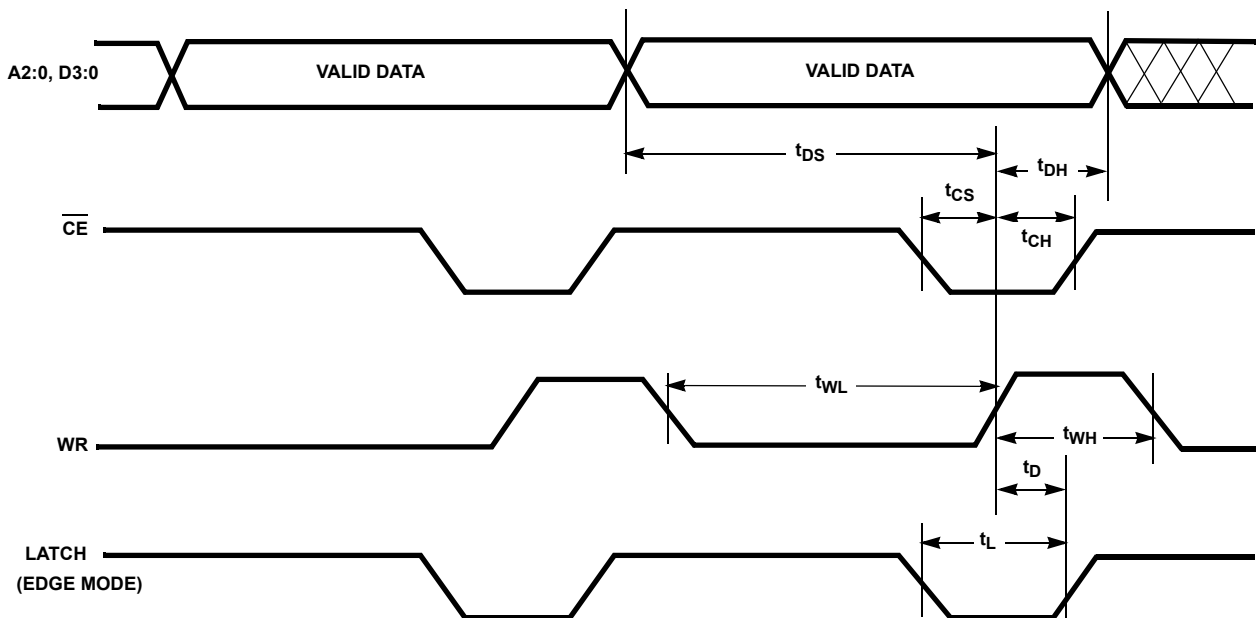 A2:0, D3:0
VALID DATA
VALID DATA
tDS
tDH
tCS
tCH
CE
tWL
WR
tWH
tD
tL
LATCH
(EDGE MODE)